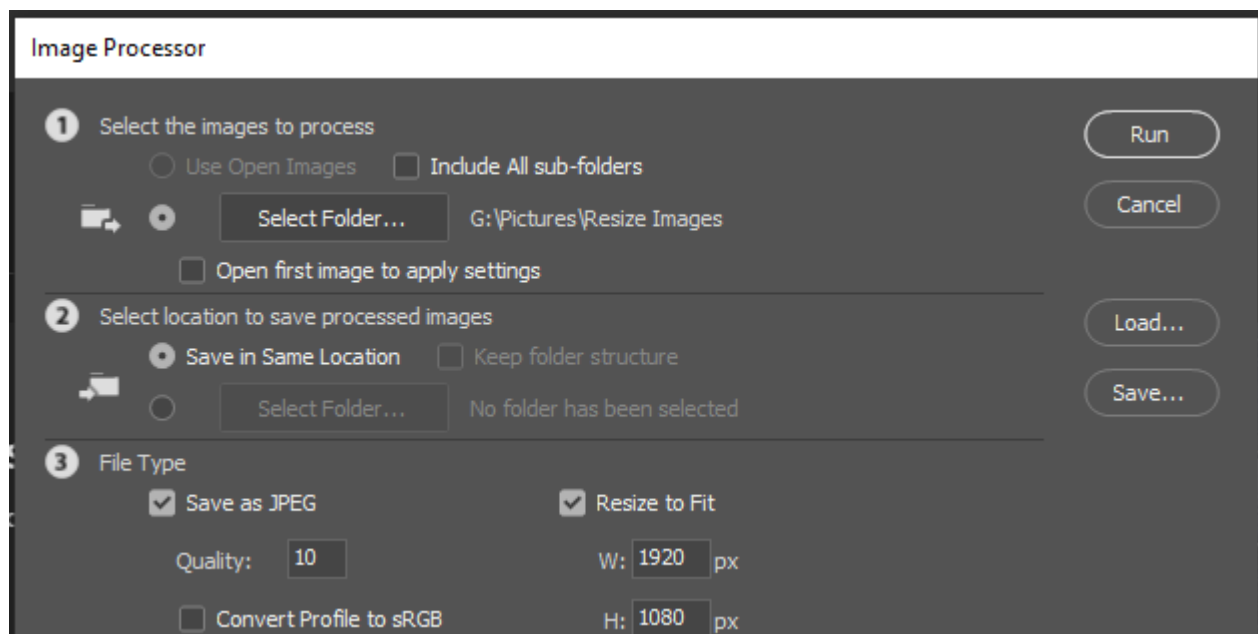 Image Processor
1 Select the images to process
Use Open Images Include All sub-folders
Run
Select Folder... G:\Pictures\Resize Images
Cancel
Open first image to apply settings
2 Select location to save processed images
Load...
Save in Same Location Keep folder structure
Select Folder... No folder has been selected
Save...
3 File Type
Save as JPEG Resize to Fit
Quality: 10 W: 1920 px
Convert Profile to sRGB H: 1080 px